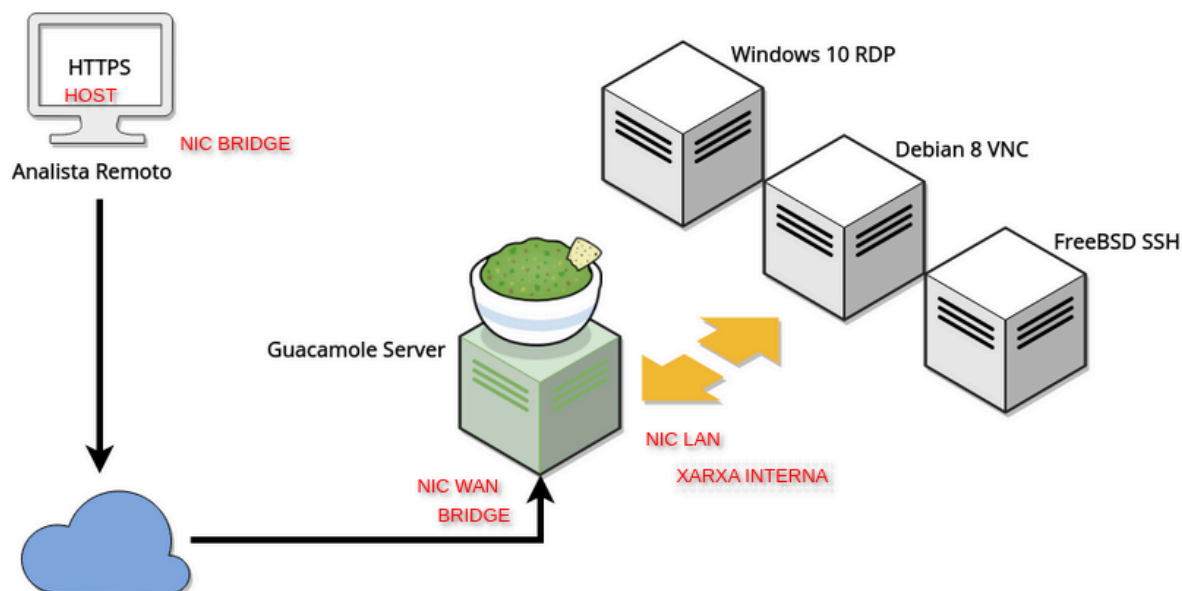 HTTPS
HOST
NIC BRIDGE
Analista Remoto
Windows 10 RDP
Debian 8 VNC
FreeBSD SSH
Guacamole Server
NIC LAN
XARXA INTERNA
NIC WAN
BRIDGE